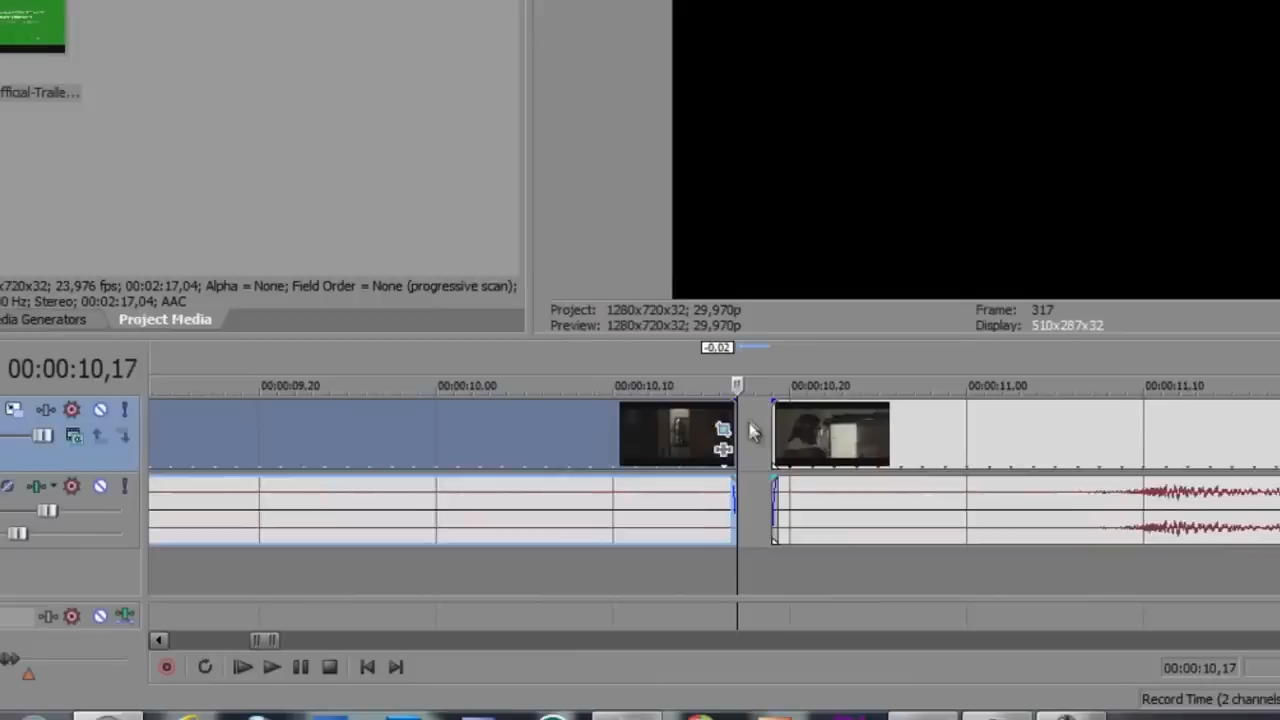 fficial-Traile...
x720x32; 23,976 fps; 00:02:17,04; Alpha = None; Field Order = None (progressive scan);
0 Hz; Stereo; 00:02:17,04; AAC
dia Generators
Project Media
Project: 1280x720x32; 29,970p
Preview: 1280x720x32; 29,970p
Frame: 317
Display: 510x287x32
-0,02
00:00:10,17
00:00:09,20
00:00:10,00
00:00:10,10
00:00:10,20
00:00:11,00
00:00:11,10
00:00:10,17
Record Time (2 channels